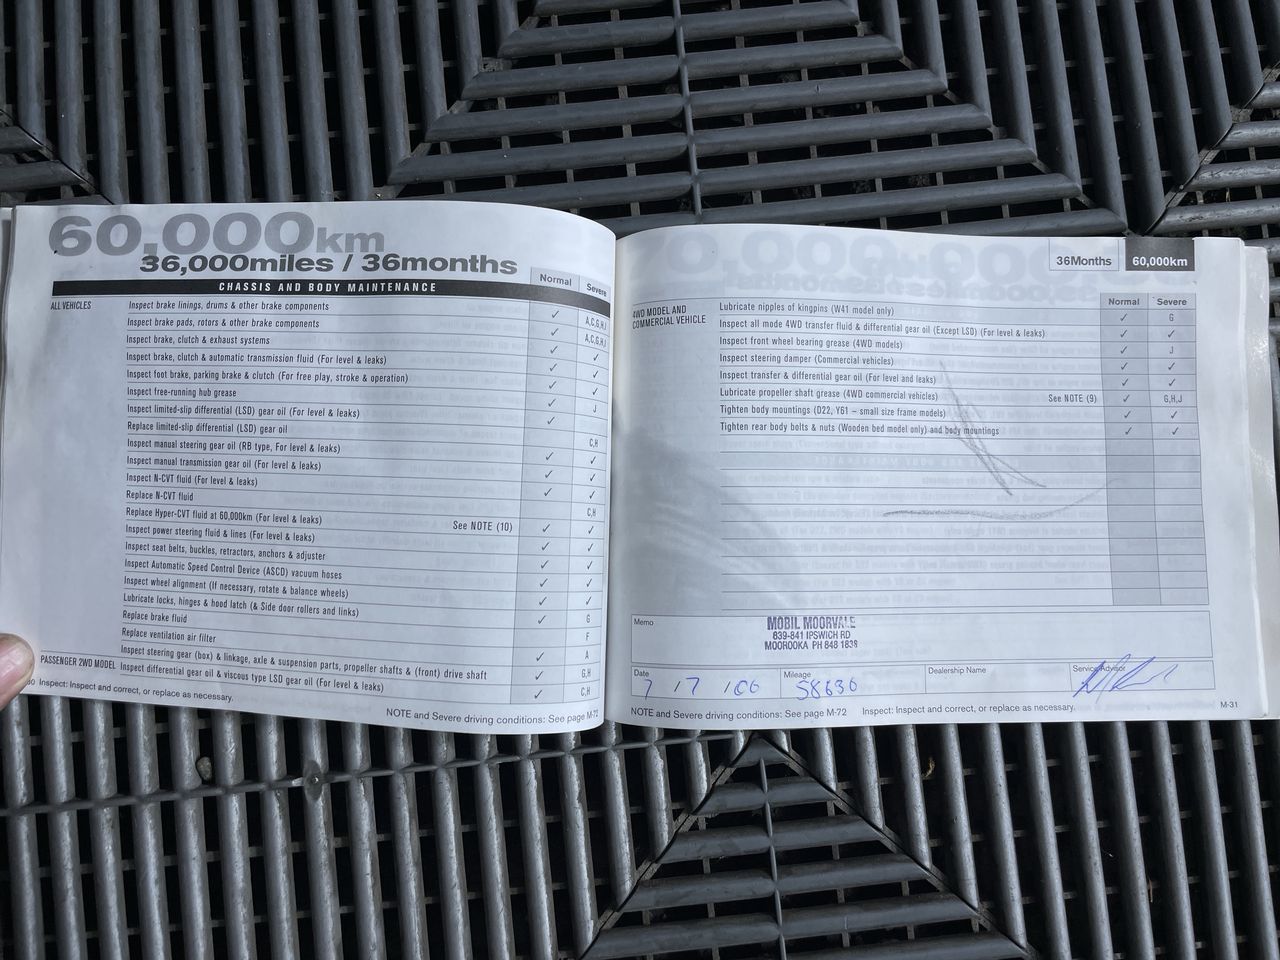 60,000km
36,000miles / 36months
CHASSIS AND BODY MAINTENANCE
Normal
Severe
ALL VEHICLES
Inspect brake linings, drums & other brake components ✓ A,C,G,H,J
Inspect brake pads, rotors & other brake components ✓ A,C,G,H,J
Inspect brake, clutch & exhaust systems ✓ ✓
Inspect brake, clutch & automatic transmission fluid (For level & leaks) ✓ ✓
Inspect foot brake, parking brake & clutch (For free play, stroke & operation) ✓ ✓
Inspect free-running hub grease ✓ J
Inspect limited-slip differential (LSD) gear oil (For level & leaks) ✓
Replace limited-slip differential (LSD) gear oil C,H
Inspect manual steering gear oil (RB type, For level & leaks) ✓ ✓
Inspect manual transmission gear oil (For level & leaks) ✓ ✓
Inspect N-CVT fluid (For level & leaks) ✓ ✓
Replace N-CVT fluid C,H
Replace Hyper-CVT fluid at 60,000km (For level & leaks) See NOTE (10) ✓ ✓
Inspect power steering fluid & lines (For level & leaks) ✓ ✓
Inspect seat belts, buckles, retractors, anchors & adjuster ✓ ✓
Inspect Automatic Speed Control Device (ASCD) vacuum hoses ✓ ✓
Inspect wheel alignment (If necessary, rotate & balance wheels) ✓ ✓
Lubricate locks, hinges & hood latch (& Side door rollers and links) ✓ G
Replace brake fluid F
Replace ventilation air filter ✓ A
Inspect steering gear (box) & linkage, axle & suspension parts, propeller shafts & (front) drive shaft ✓ G,H
PASSENGER 2WD MODEL Inspect differential gear oil & viscous type LSD gear oil (For level & leaks) ✓ C,H
Inspect: Inspect and correct, or replace as necessary.
NOTE and Severe driving conditions: See page M-72
36Months
60,000km
Normal
Severe
4WD MODEL AND
COMMERCIAL VEHICLE
Lubricate nipples of kingpins (W41 model only) ✓ G
Inspect all mode 4WD transfer fluid & differential gear oil (Except LSD) (For level & leaks) ✓ ✓
Inspect front wheel bearing grease (4WD models) ✓ J
Inspect steering damper (Commercial vehicles) ✓ ✓
Inspect transfer & differential gear oil (For level and leaks) ✓ ✓
Lubricate propeller shaft grease (4WD commercial vehicles) See NOTE (9) ✓ G,H,J
Tighten body mountings (D22, Y61 – small size frame models) ✓ ✓
Tighten rear body belts & nuts (Wooden bed model only) and body mountings ✓ ✓
Memo
MOBIL MOORVALE
639-841 IPSWICH RD
MOOROOKA PH 848 1838
Date
7 / 7 / 06
Mileage
58636
Dealership Name
Service Advisor
NOTE and Severe driving conditions: See page M-72
Inspect: Inspect and correct, or replace as necessary.
M-31